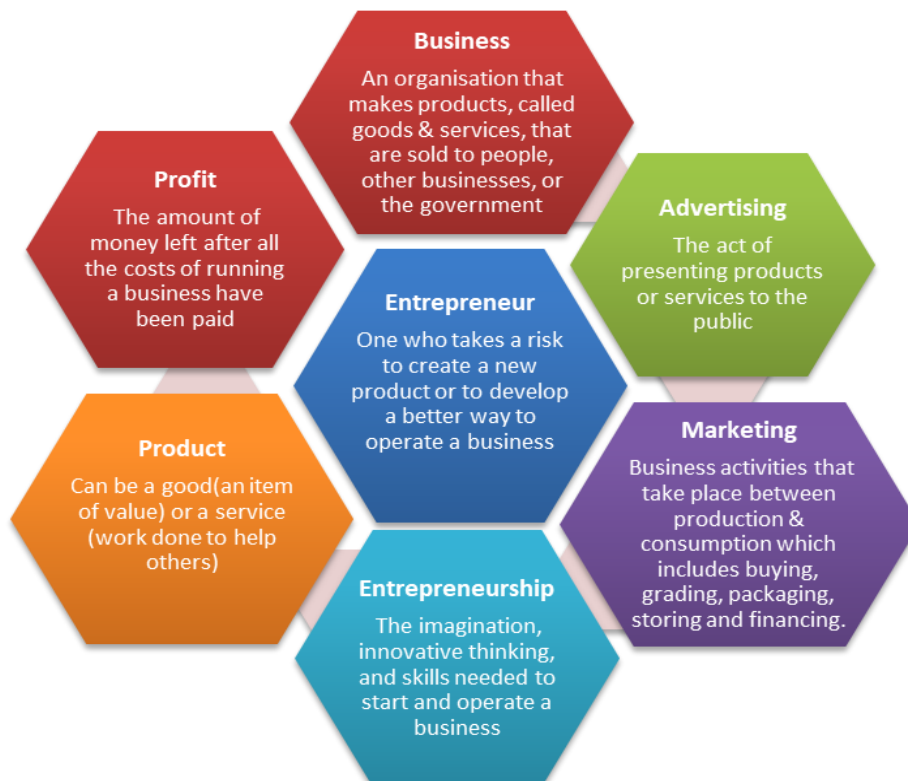 Business
An organisation that
makes products, called
goods & services, that
are sold to people,
other businesses, or
the government
Profit
The amount of
money left after all
the costs of running
a business have
been paid
Advertising
The act of
presenting products
or services to the
public
Entrepreneur
One who takes a risk
to create a new
product or to develop
a better way to
operate a business
Product
Can be a good(an item
of value) or a service
(work done to help
others)
Marketing
Business activities that
take place between
production &
consumption which
includes buying,
grading, packaging,
storing and financing.
Entrepreneurship
The imagination,
innovative thinking,
and skills needed to
start and operate a
business